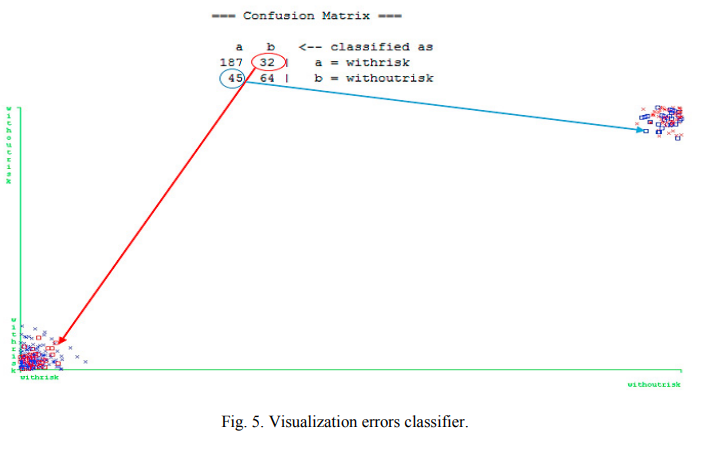 === Confusion Matrix ===
a b <-- classified as
187 32 | a = withrisk
45 64 | b = withoutrisk
withoutrisk
withrisk
withrisk
withoutrisk
Fig. 5. Visualization errors classifier.